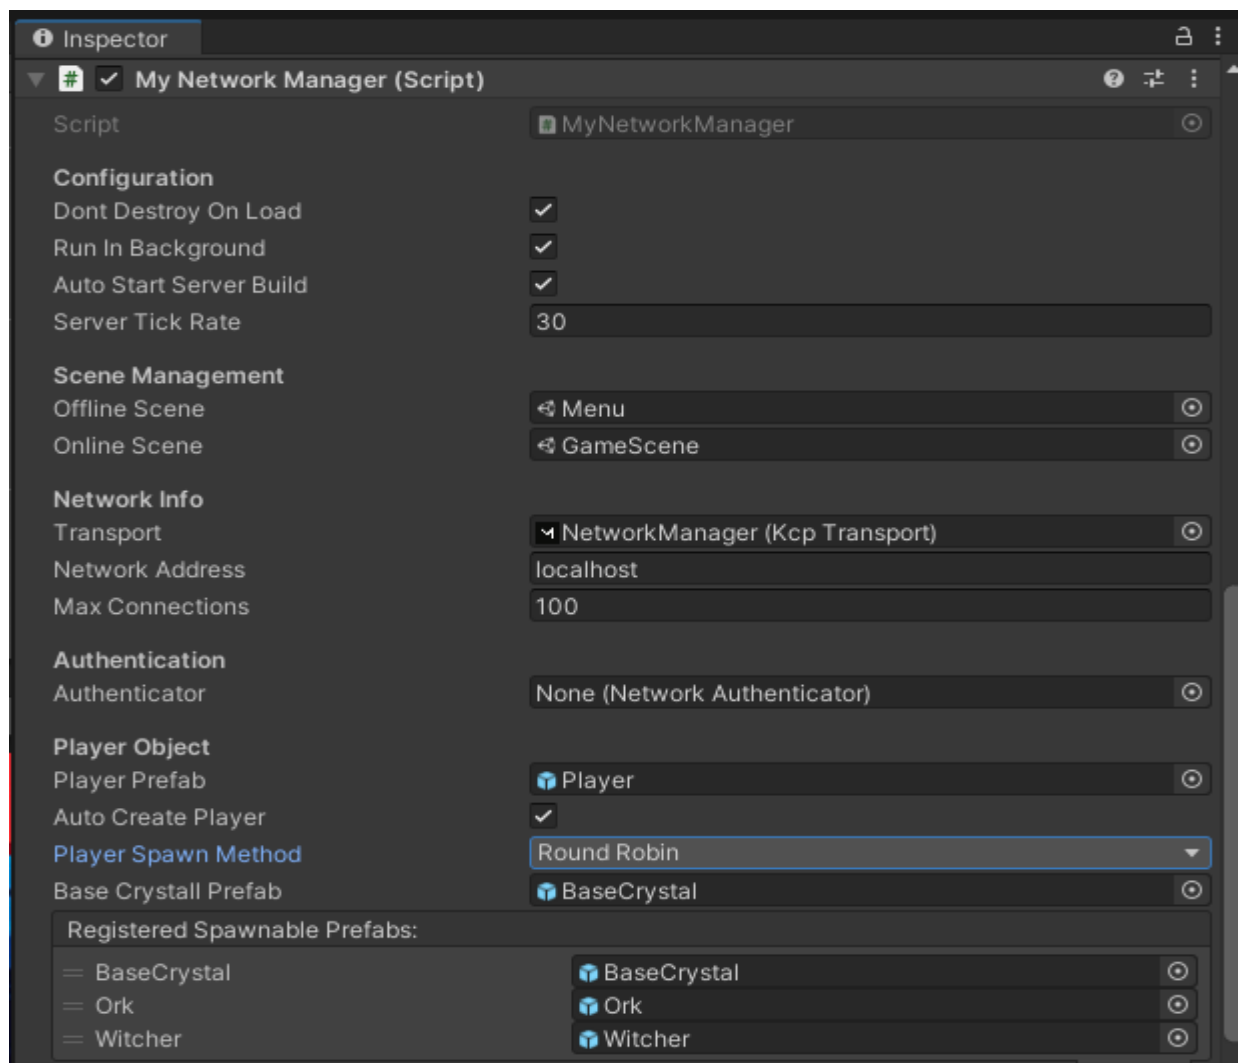 Inspector
My Network Manager (Script)
Script MyNetworkManager
Configuration
Dont Destroy On Load
Run In Background
Auto Start Server Build
Server Tick Rate 30
Scene Management
Offline Scene Menu
Online Scene GameScene
Network Info
Transport NetworkManager (Kcp Transport)
Network Address localhost
Max Connections 100
Authentication
Authenticator None (Network Authenticator)
Player Object
Player Prefab Player
Auto Create Player
Player Spawn Method Round Robin
Base Crystall Prefab BaseCrystal
Registered Spawnable Prefabs:
BaseCrystal BaseCrystal
Ork Ork
Witcher Witcher